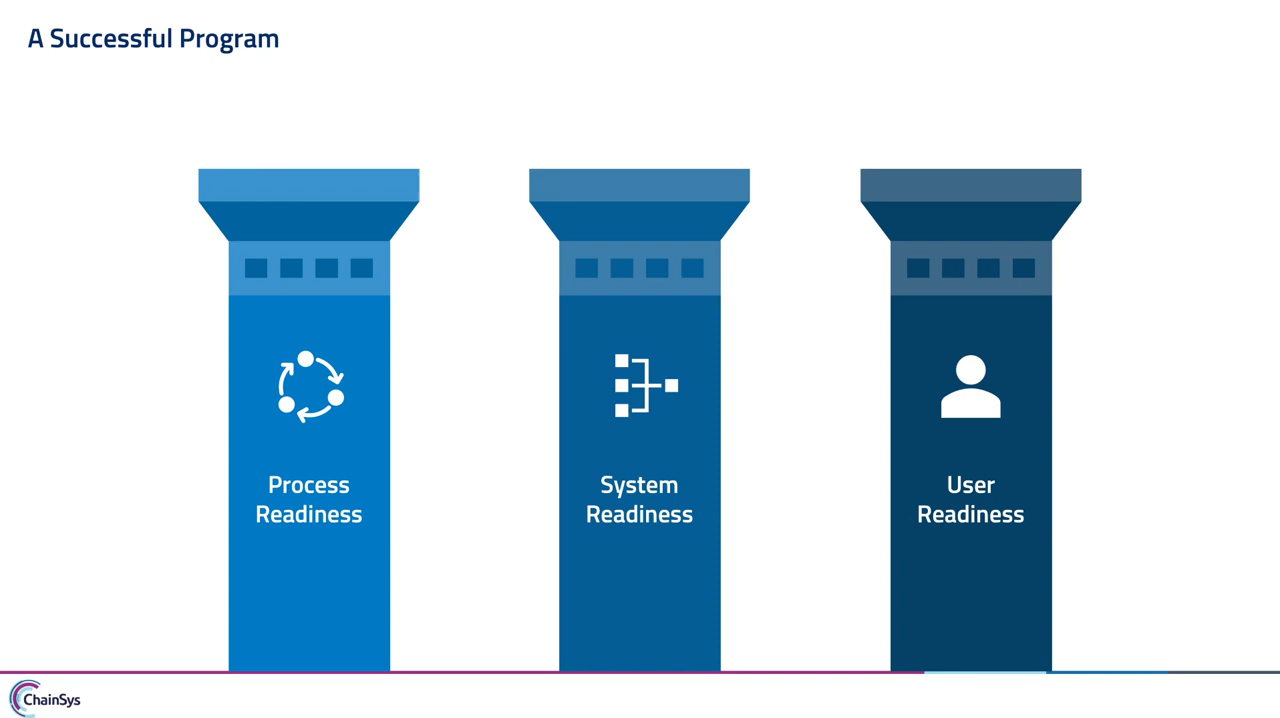 A Successful Program
Process
Readiness
System
Readiness
User
Readiness
ChainSys